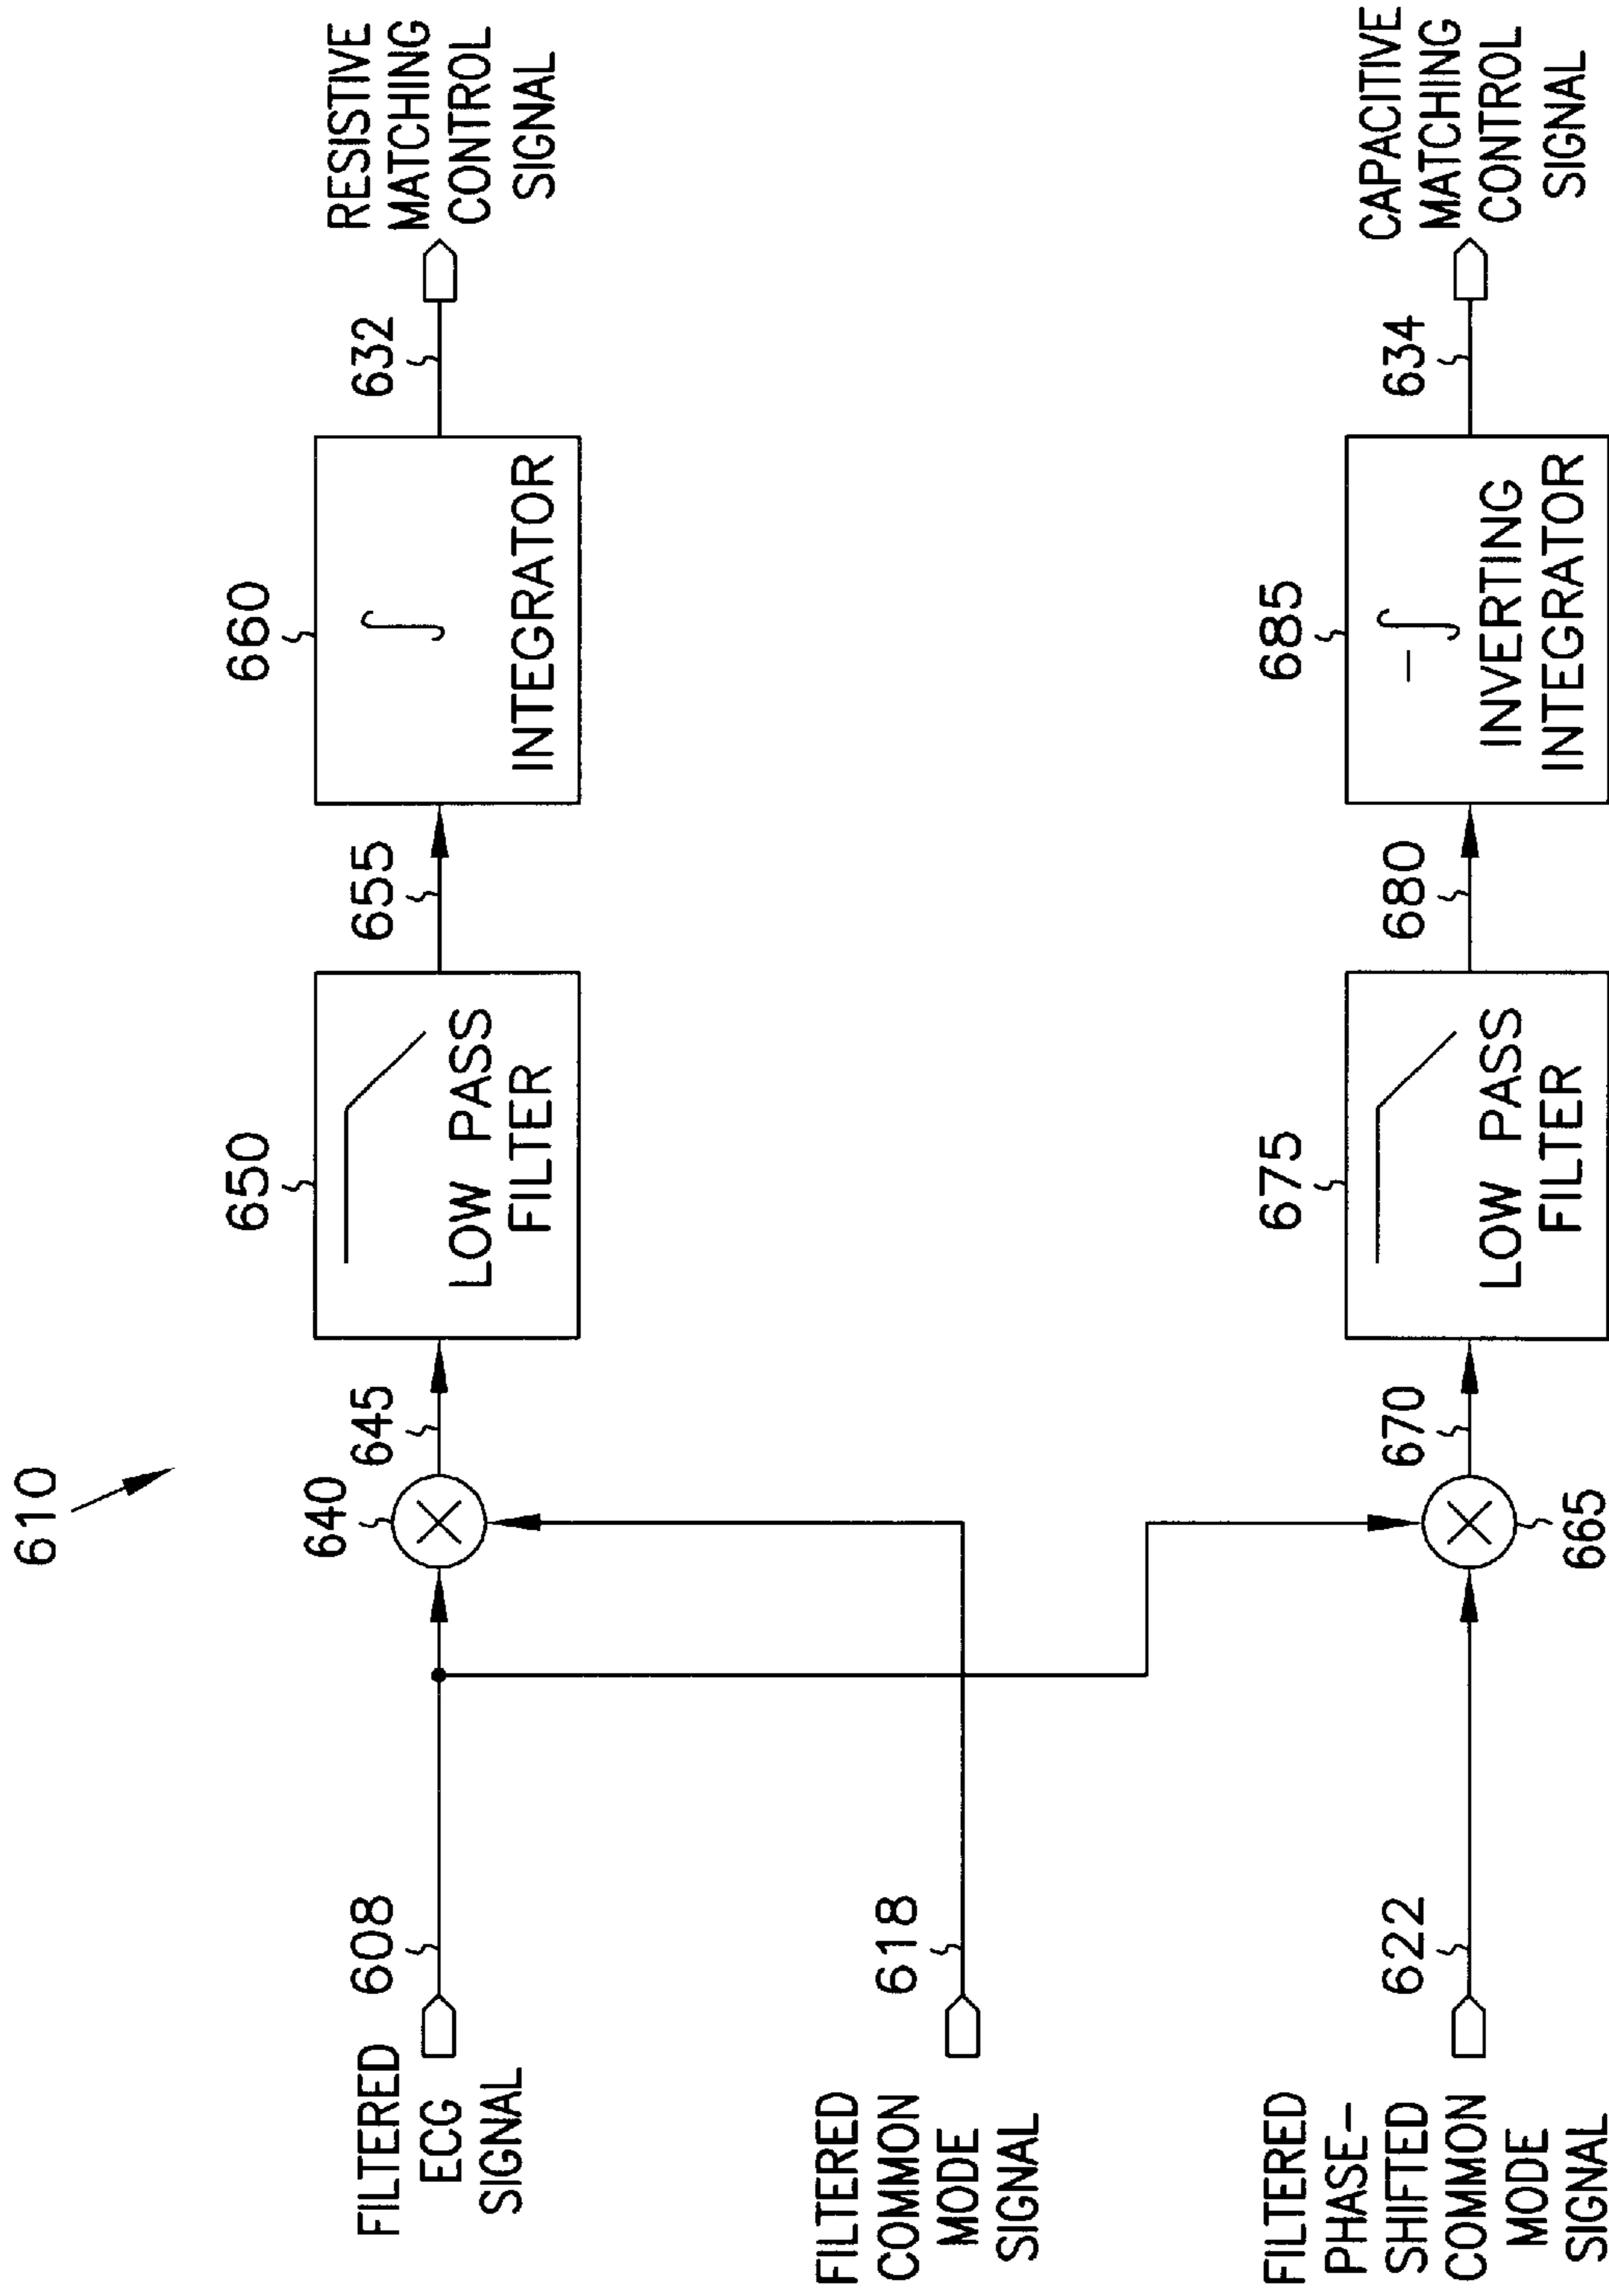 610
FILTERED
ECG
SIGNAL
608
640
645
650
LOW PASS
FILTER
655
660
∫
INTEGRATOR
632
RESISTIVE
MATCHING
CONTROL
SIGNAL
FILTERED
COMMON
MODE
SIGNAL
618
FILTERED
PHASE-
SHIFTED
COMMON
MODE
SIGNAL
622
665
670
675
LOW PASS
FILTER
680
685
- ∫
INVERTING
INTEGRATOR
634
CAPACITIVE
MATCHING
CONTROL
SIGNAL